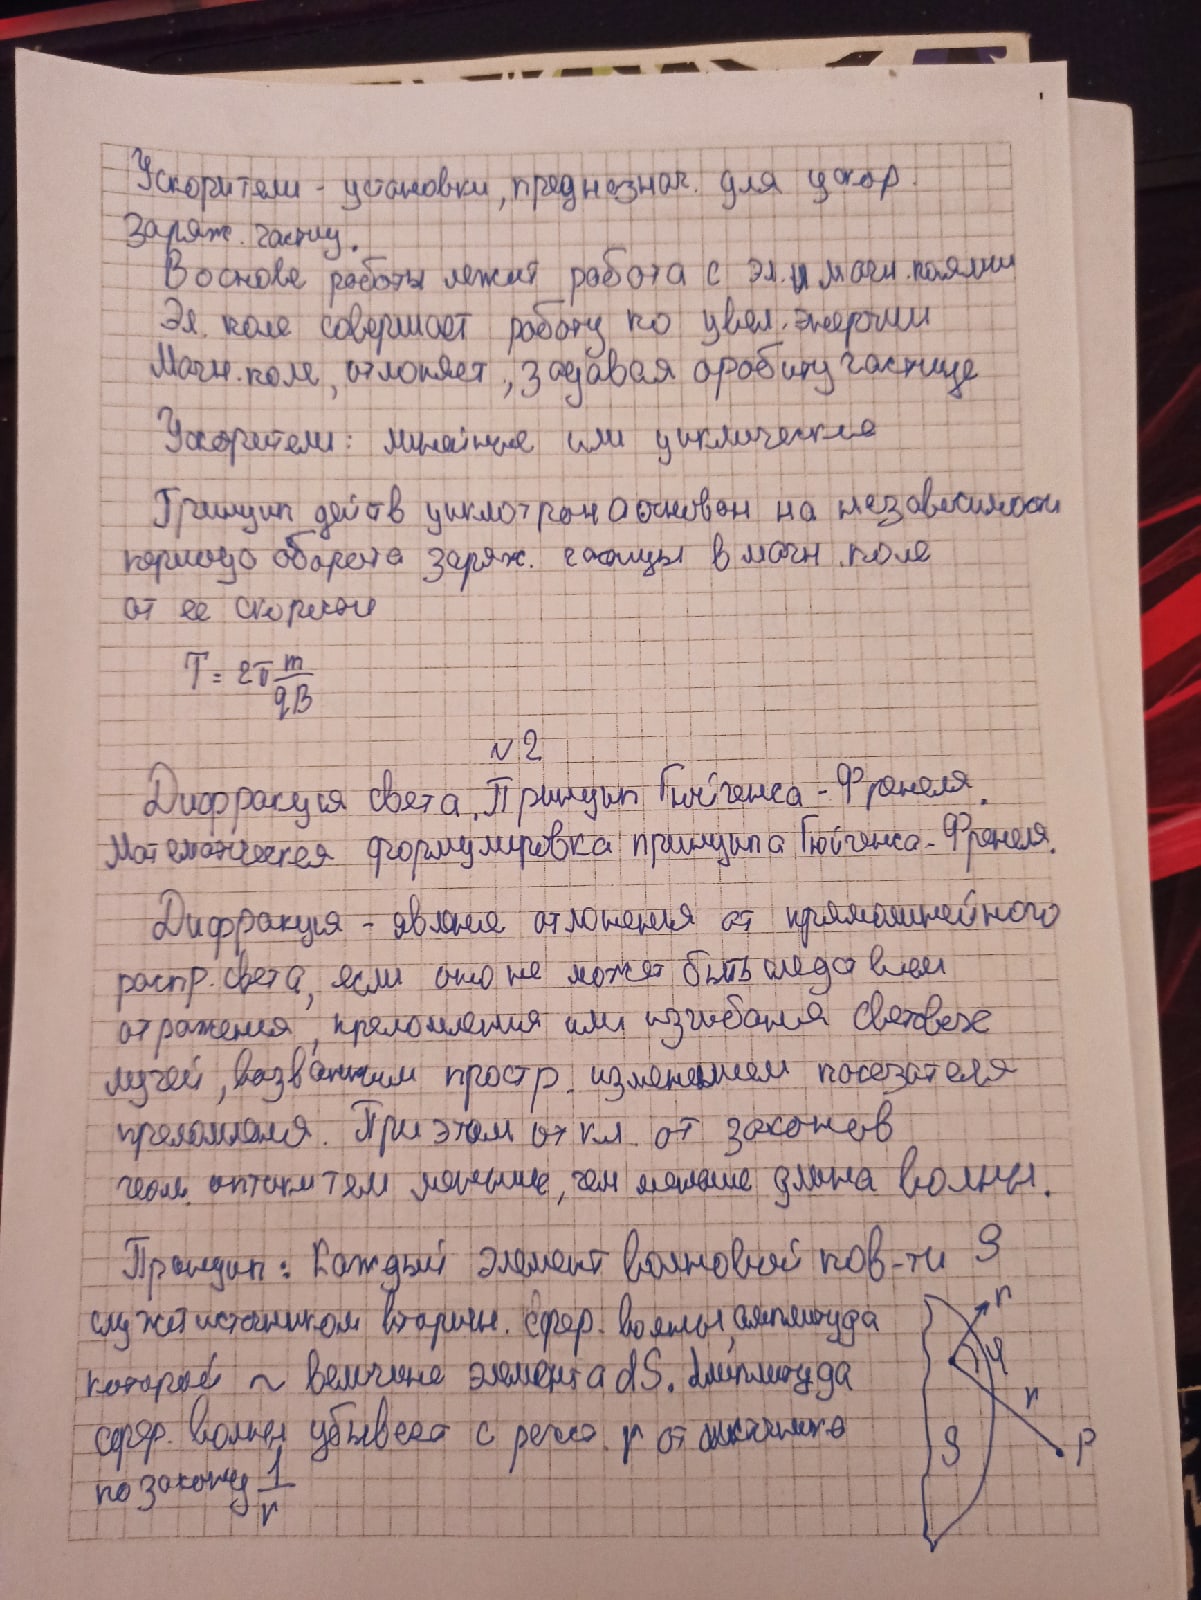 Ускорители - установки, предназнач. для ускор.
заряж. частиц.
В основе работы лежит работа с эл. и магн. полями
Эл. поле совершает работу по увел. энергии
Магн. поле, отклоняет, задавая орбиту частице
Ускорители: линейные или циклические
Принцип действ циклотрона основан на независимости
периода оборота заряж. частицы в магн. поле
от ее скорости
T = 2π m/qB
№2
Дифракция света. Принцип Гюйгенса-Френеля.
Математическая формулировка принципа Гюйгенса-Френеля.
Дифракция - явление отклонения от прямолинейного
распр. света, если оно не может быть следствием
отражения, преломления или изгибания световых
лучей, вызванным простр. изменением показателя
преломления. При этом откл. от законов
геом. оптики тем меньше, чем меньше длина волны.
Принцип: Каждый элемент волновой пов-ти S
служит источником вторичн. сфер. волны, амплитуда
которой ~ величине элемента dS. Амплитуда
сфер. волны убывает с расст. r от источника
по закону 1/r
n
φ
r
S
P